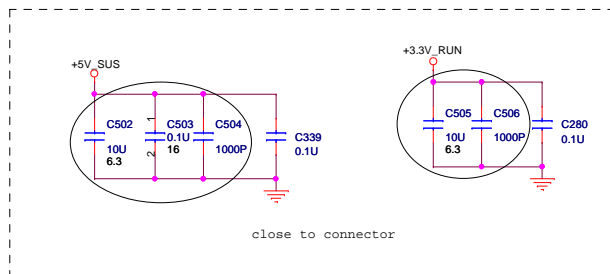 +5V_SUS
C502
10U
6.3
1
2
C503
0.1U
16
C504
1000P
C339
0.1U
+3.3V_RUN
C505
10U
6.3
C506
1000P
C280
0.1U
close to connector